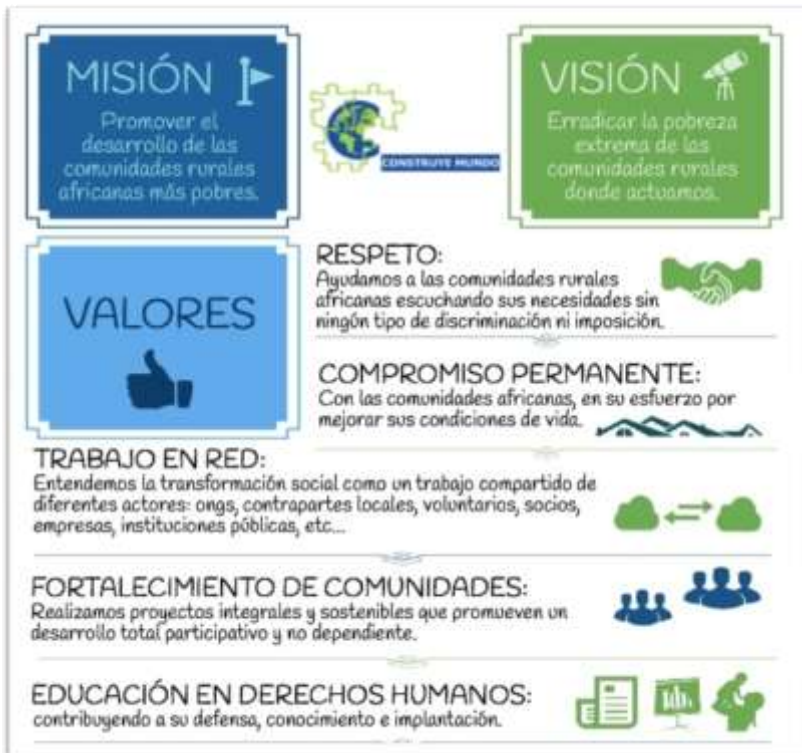 MISIÓN
Promover el
desarrollo de las
comunidades rurales
africanas más pobres.
CONSTRUYE MUNDO
VISIÓN
Erradicar la pobreza
extrema de las
comunidades rurales
donde actuamos.
VALORES
RESPETO:
Ayudamos a las comunidades rurales
africanas escuchando sus necesidades sin
ningún tipo de discriminación ni imposición.
COMPROMISO PERMANENTE:
Con las comunidades africanas, en su esfuerzo por
mejorar sus condiciones de vida.
TRABAJO EN RED:
Entendemos la transformación social como un trabajo compartido de
diferentes actores: ongs, contrapartes locales, voluntarios, socios,
empresas, instituciones públicas, etc...
FORTALECIMIENTO DE COMUNIDADES:
Realizamos proyectos integrales y sostenibles que promueven un
desarrollo total participativo y no dependiente.
EDUCACIÓN EN DERECHOS HUMANOS:
contribuyendo a su defensa, conocimiento e implantación.